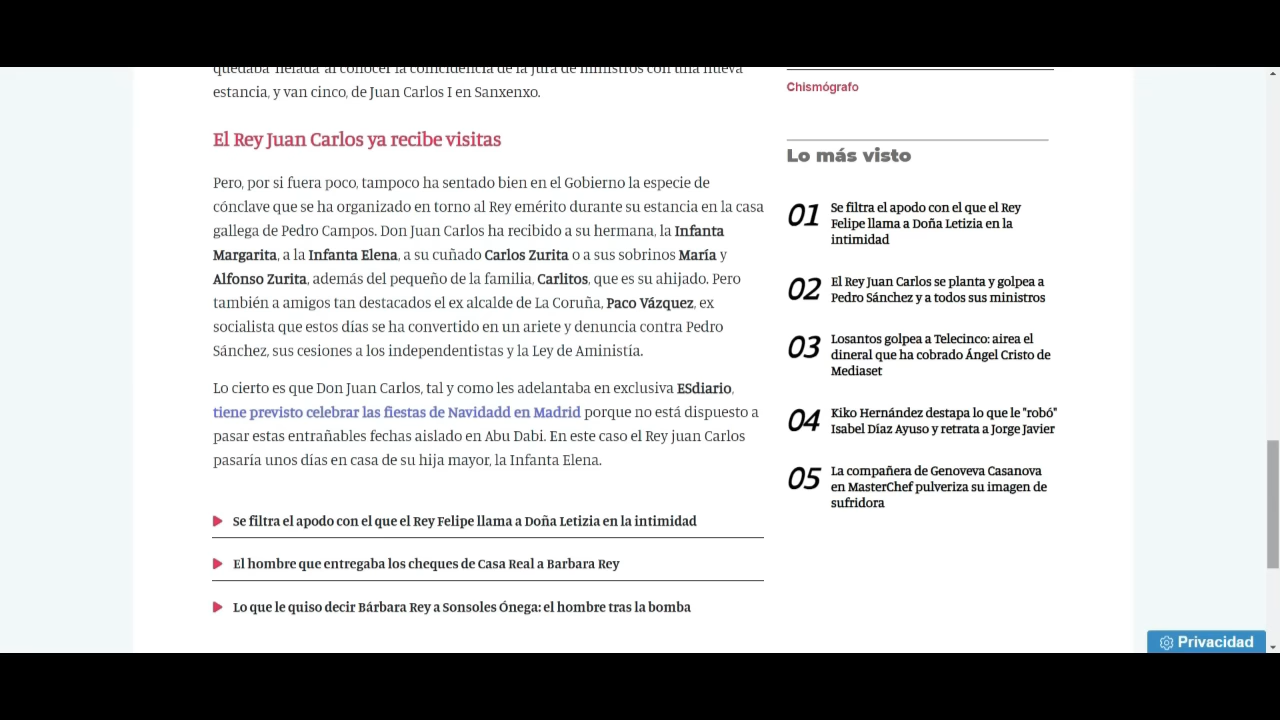 quedaba 'helada' al conocer la coincidencia de la jura de ministros con una nueva
estancia, y van cinco, de Juan Carlos I en Sanxenxo.
El Rey Juan Carlos ya recibe visitas
Pero, por si fuera poco, tampoco ha sentado bien en el Gobierno la especie de
cónclave que se ha organizado en torno al Rey emérito durante su estancia en la casa
gallega de Pedro Campos. Don Juan Carlos ha recibido a su hermana, la Infanta
Margarita, a la Infanta Elena, a su cuñado Carlos Zurita o a sus sobrinos María y
Alfonso Zurita, además del pequeño de la familia, Carlitos, que es su ahijado. Pero
también a amigos tan destacados el ex alcalde de La Coruña, Paco Vázquez, ex
socialista que estos días se ha convertido en un ariete y denuncia contra Pedro
Sánchez, sus cesiones a los independentistas y la Ley de Aministía.
Lo cierto es que Don Juan Carlos, tal y como les adelantaba en exclusiva ESdiario,
tiene previsto celebrar las fiestas de Navidadd en Madrid porque no está dispuesto a
pasar estas entrañables fechas aislado en Abu Dabi. En este caso el Rey juan Carlos
pasaría unos días en casa de su hija mayor, la Infanta Elena.
Se filtra el apodo con el que el Rey Felipe llama a Doña Letizia en la intimidad
El hombre que entregaba los cheques de Casa Real a Barbara Rey
Lo que le quiso decir Bárbara Rey a Sonsoles Ónega: el hombre tras la bomba
Chismógrafo
Lo más visto
01 Se filtra el apodo con el que el Rey
Felipe llama a Doña Letizia en la
intimidad
02 El Rey Juan Carlos se planta y golpea a
Pedro Sánchez y a todos sus ministros
03 Losantos golpea a Telecinco: airea el
dineral que ha cobrado Ángel Cristo de
Mediaset
04 Kiko Hernández destapa lo que le "robó"
Isabel Díaz Ayuso y retrata a Jorge Javier
05 La compañera de Genoveva Casanova
en MasterChef pulveriza su imagen de
sufridora
Privacidad